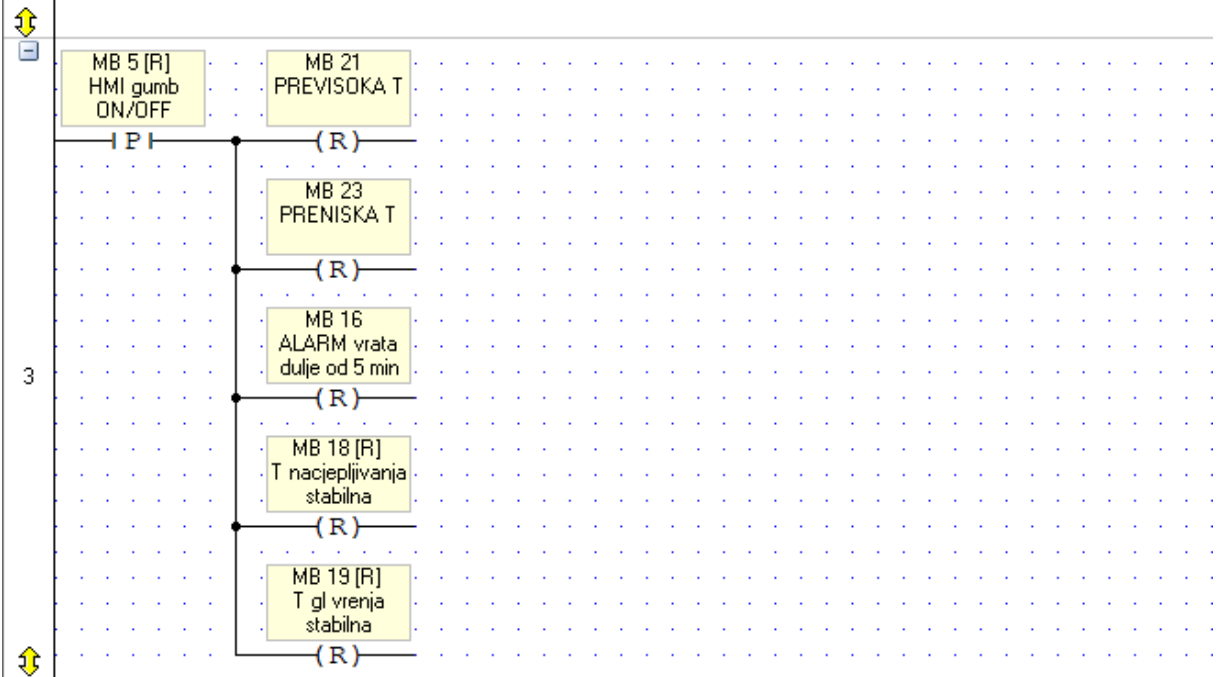 MB 5 [R]
HMI gumb
ON/OFF
P
MB 21
PREVISOKA T
(R)
MB 23
PRENISKA T
(R)
3
MB 16
ALARM vrata
dulje od 5 min
(R)
MB 18 [R]
T nacjepljivanja
stabilna
(R)
MB 19 [R]
T gl vrenja
stabilna
(R)